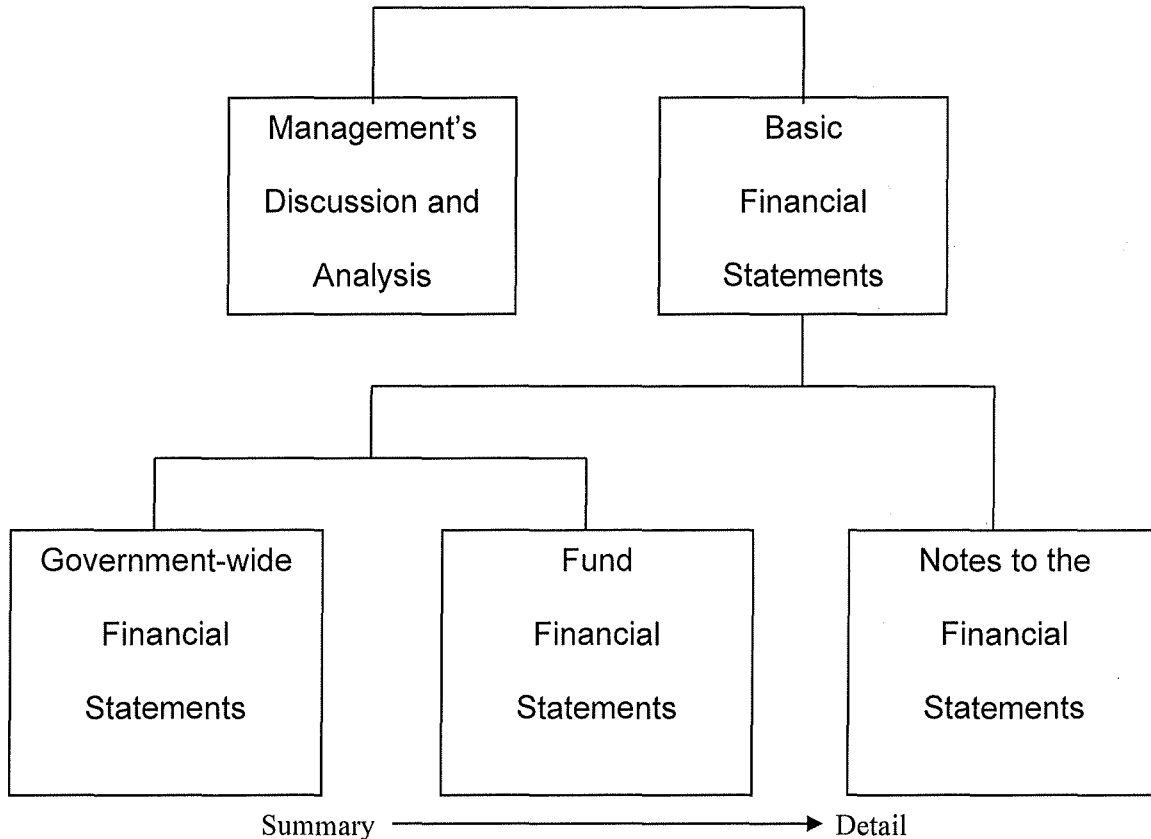 Management's
Discussion and
Analysis
Basic
Financial
Statements
Government-wide
Financial
Statements
Fund
Financial
Statements
Notes to the
Financial
Statements
Summary
Detail